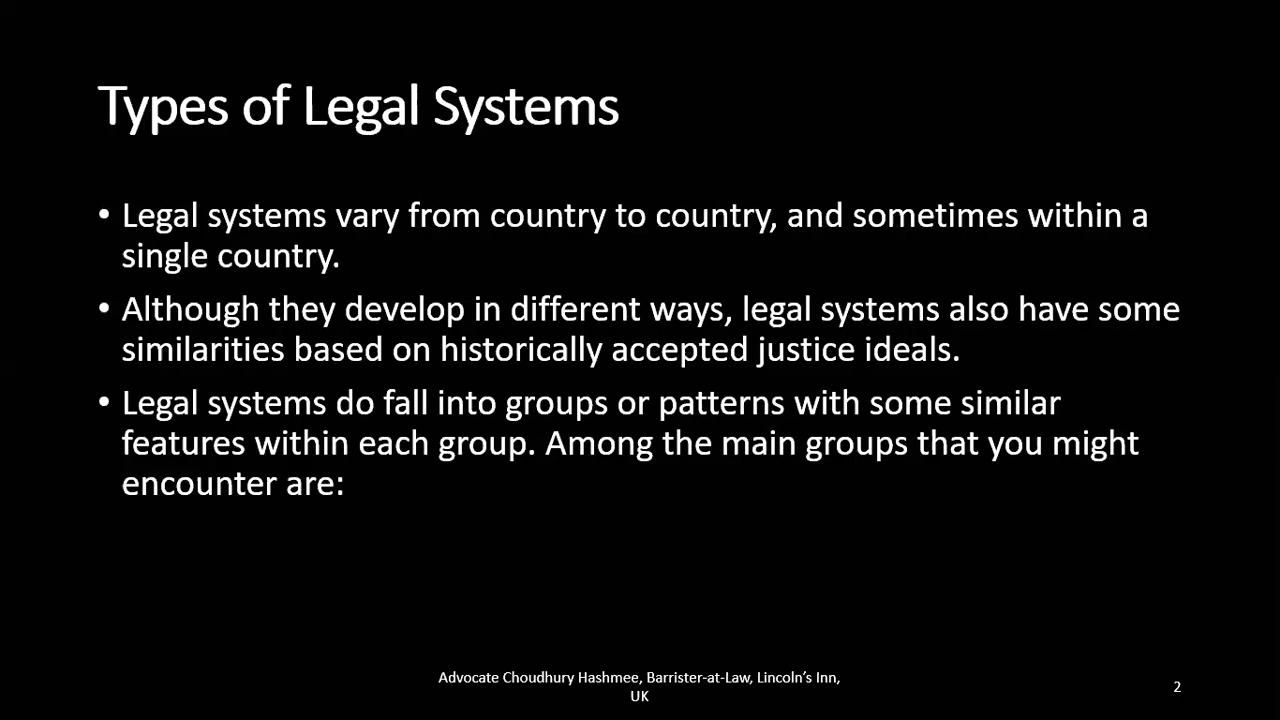 Types of Legal Systems
• Legal systems vary from country to country, and sometimes within a
single country.
• Although they develop in different ways, legal systems also have some
similarities based on historically accepted justice ideals.
• Legal systems do fall into groups or patterns with some similar
features within each group. Among the main groups that you might
encounter are:
Advocate Choudhury Hashmee, Barrister-at-Law, Lincoln’s Inn,
UK
2